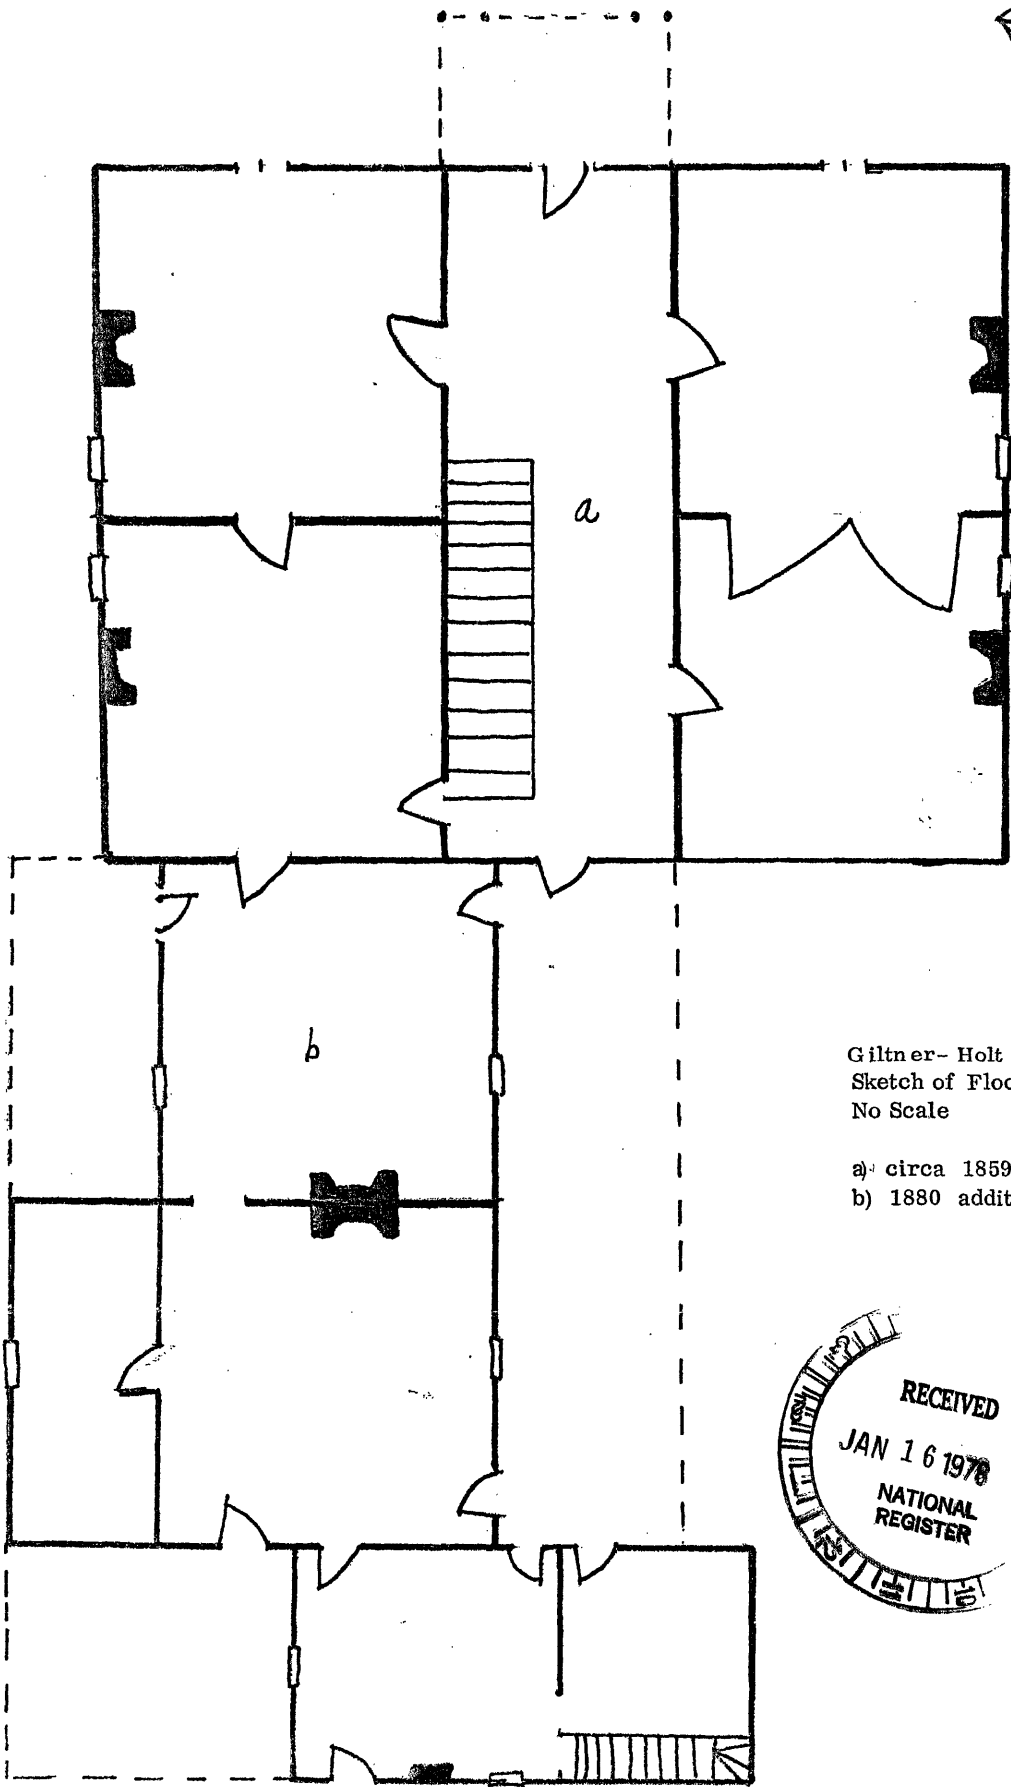 a
b
Giltner- Holt
Sketch of Floo
No Scale
a) circa 1859
b) 1880 addit
RECEIVED
JAN 16 1978
NATIONAL
REGISTER